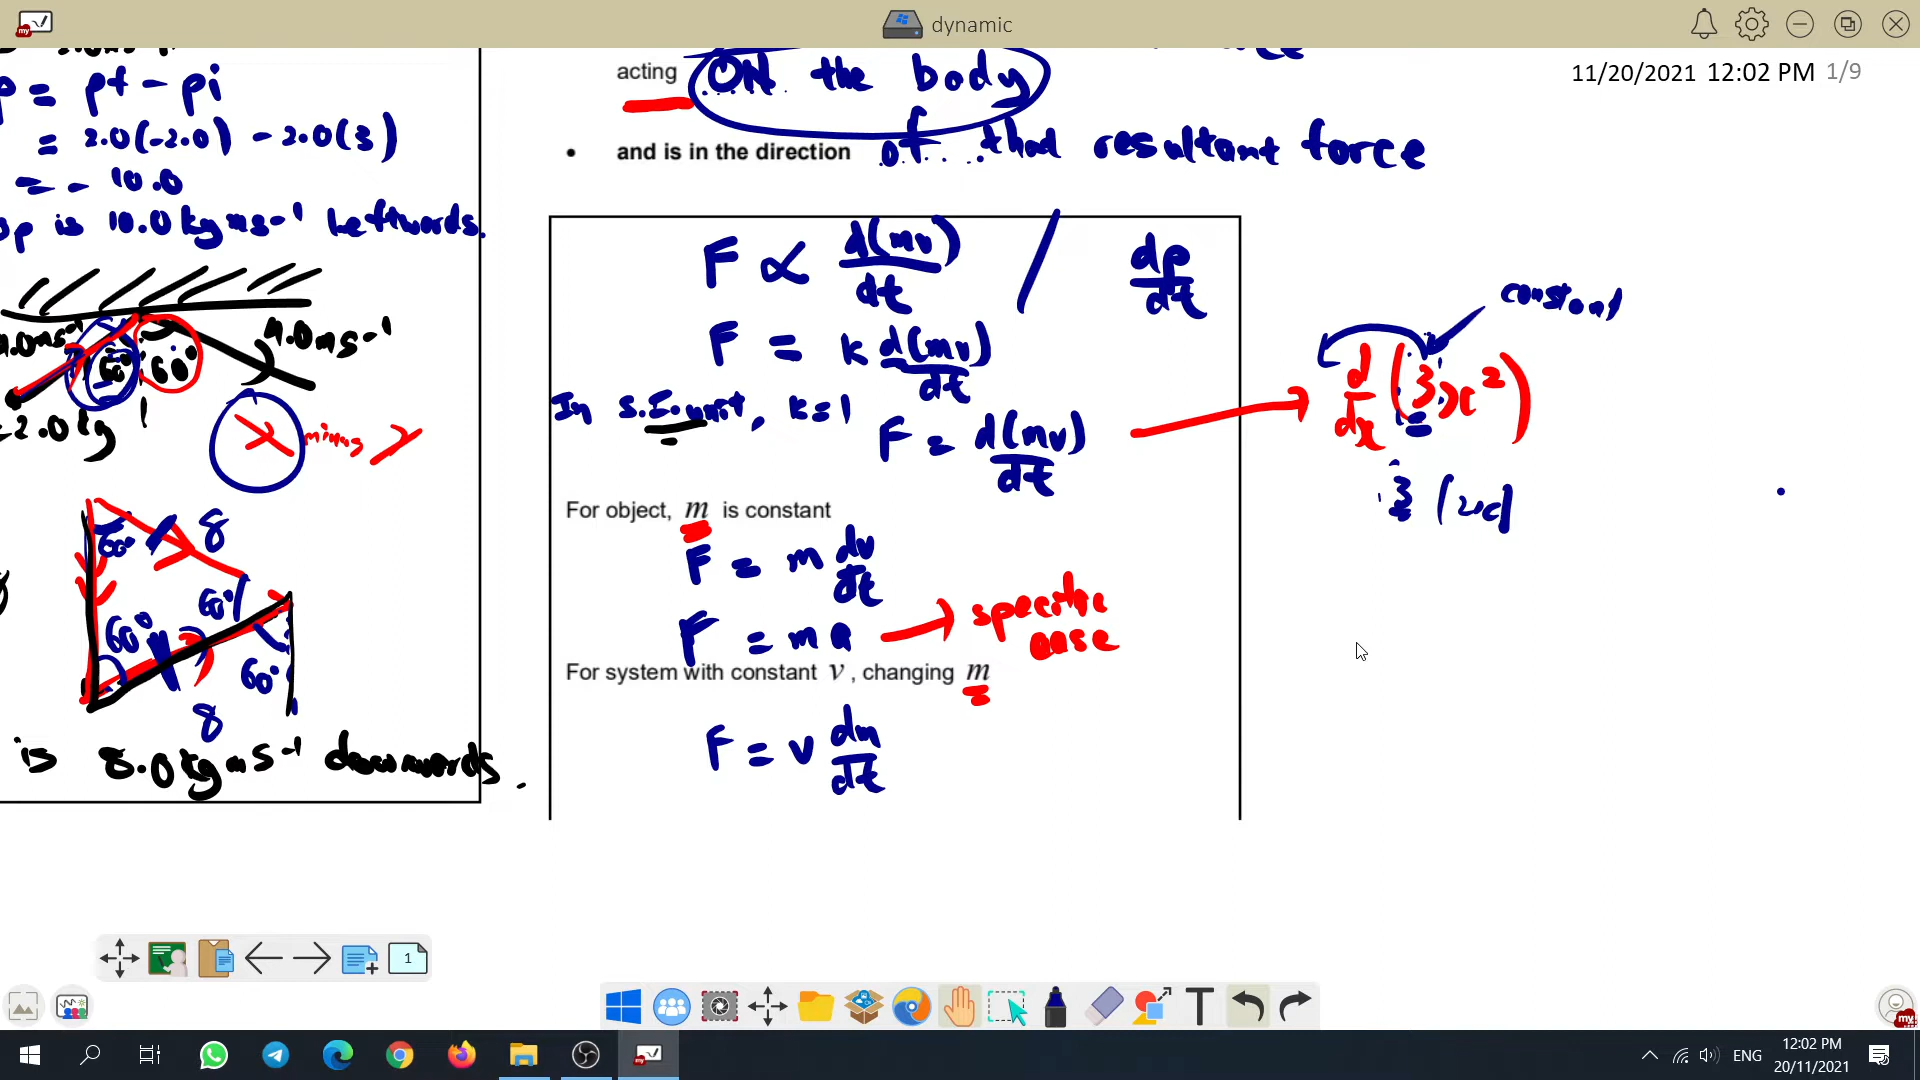 dynamic
11/20/2021 12:02 PM 1/9
= pf - pi
= 2.0(-2.0) - 2.0(3)
= - 10.0
Δp is 10.0 kg ms-1 leftwards.
4.0ms-1
60° 60°
2.0 kg
minus
60° 8
60° 60°
60°
8
is 8.0 kg ms-1 downwards.
acting ON the body
• and is in the direction of that resultant force
F ∝ d(mv)/dt / dp/dt
F = k d(mv)/dt
In S.I. unit, k=1
F = d(mv)/dt
For object, m is constant
F = m dv/dt
F = ma → specific case
For system with constant v, changing m
F = v dm/dt
constant
d/dx (3x²)
3 (2x)
1
T
ENG
12:02 PM
20/11/2021